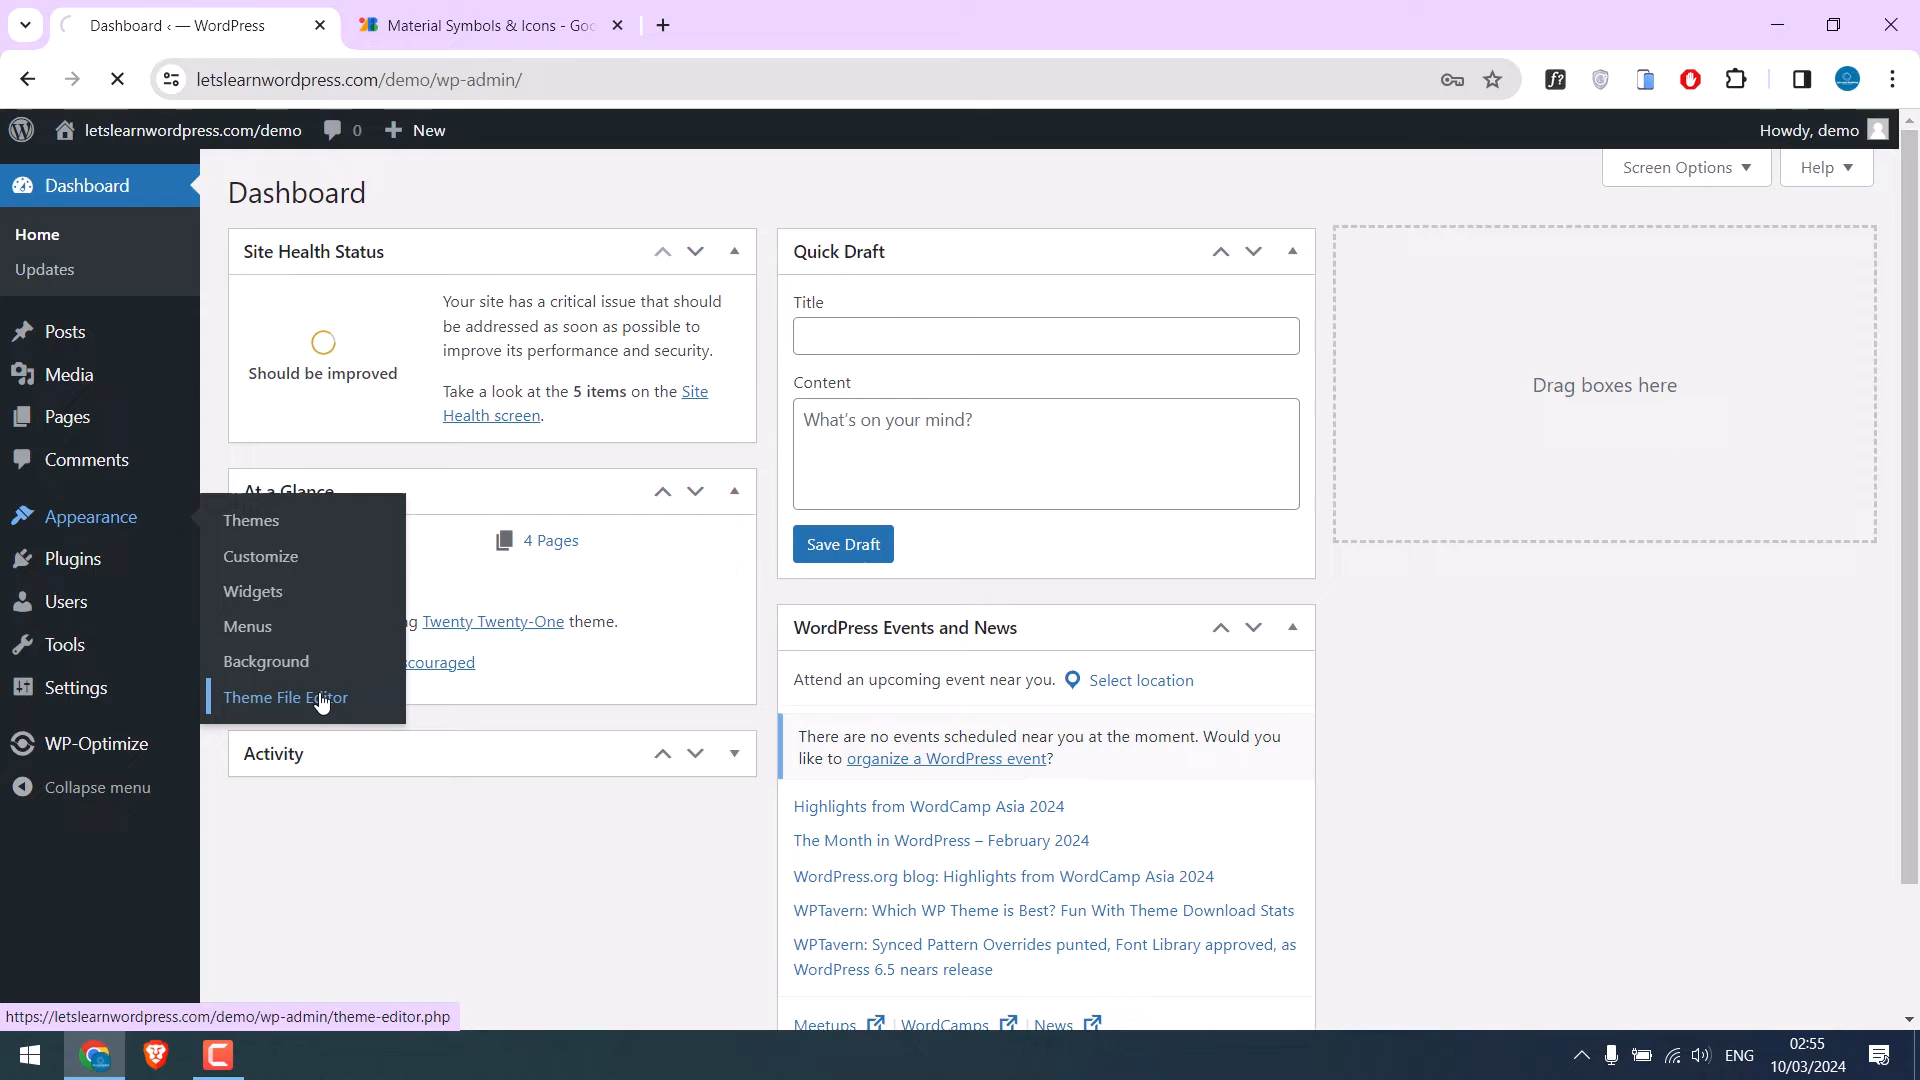 Dashboard ‹ — WordPress
Material Symbols & Icons - Goo
letslearnwordpress.com/demo/wp-admin/
letslearnwordpress.com/demo
0
New
Howdy, demo
Dashboard
Home
Updates
Posts
Media
Pages
Comments
Appearance
Plugins
Users
Tools
Settings
WP-Optimize
Collapse menu
Themes
Customize
Widgets
Menus
Background
Theme File Editor
Dashboard
Screen Options
Help
Site Health Status
Should be improved
Your site has a critical issue that should
be addressed as soon as possible to
improve its performance and security.
Take a look at the 5 items on the Site
Health screen.
At a Glance
4 Pages
Twenty Twenty-One theme.
Activity
Quick Draft
Title
Content
What's on your mind?
Save Draft
WordPress Events and News
Attend an upcoming event near you.
Select location
There are no events scheduled near you at the moment. Would you
like to organize a WordPress event?
Highlights from WordCamp Asia 2024
The Month in WordPress – February 2024
WordPress.org blog: Highlights from WordCamp Asia 2024
WPTavern: Which WP Theme is Best? Fun With Theme Download Stats
WPTavern: Synced Pattern Overrides punted, Font Library approved, as
WordPress 6.5 nears release
Meetups
WordCamps
News
Drag boxes here
https://letslearnwordpress.com/demo/wp-admin/theme-editor.php
ENG
02:55
10/03/2024